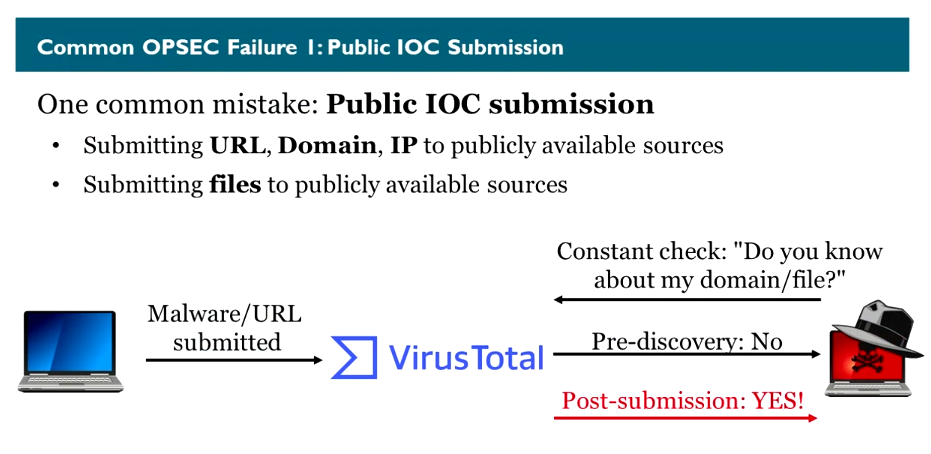 Common OPSEC Failure 1: Public IOC Submission
One common mistake: Public IOC submission
• Submitting URL, Domain, IP to publicly available sources
• Submitting files to publicly available sources
Constant check: "Do you know
about my domain/file?"
Malware/URL
submitted
VirusTotal
Pre-discovery: No
Post-submission: YES!